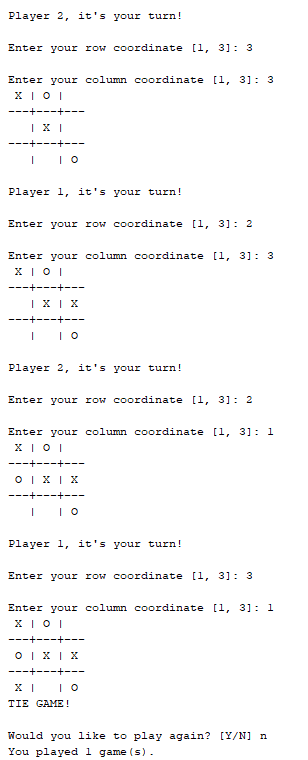 Player 2, it's your turn!
Enter your row coordinate [1, 3]: 3
Enter your column coordinate [1, 3]: 3
 X | O |
---+---+---
   | X |
---+---+---
   |   | O
Player 1, it's your turn!
Enter your row coordinate [1, 3]: 2
Enter your column coordinate [1, 3]: 3
 X | O |
---+---+---
   | X | X
---+---+---
   |   | O
Player 2, it's your turn!
Enter your row coordinate [1, 3]: 2
Enter your column coordinate [1, 3]: 1
 X | O |
---+---+---
 O | X | X
---+---+---
   |   | O
Player 1, it's your turn!
Enter your row coordinate [1, 3]: 3
Enter your column coordinate [1, 3]: 1
 X | O |
---+---+---
 O | X | X
---+---+---
 X |   | O
TIE GAME!
Would you like to play again? [Y/N] n
You played 1 game(s).